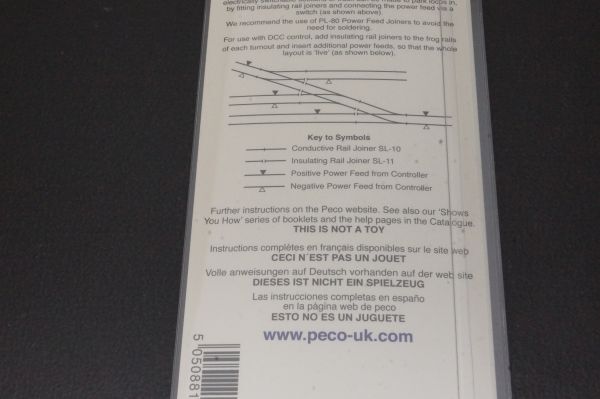 by fitting insulating rail joiners and connecting the power feed via a
switch (as shown above).
We recommend the use of PL-80 Power Feed Joiners to avoid the
need for soldering.
For use with DCC control, add insulating rail joiners to the frog rails
of each turnout and insert additional power feeds, so that the whole
layout is 'live' (as shown below).
Key to Symbols
Conductive Rail Joiner SL-10
Insulating Rail Joiner SL-11
Positive Power Feed from Controller
Negative Power Feed from Controller
Further instructions on the Peco website. See also our 'Shows
You How' series of booklets and the help pages in the Catalogue.
THIS IS NOT A TOY
Instructions complètes en français disponibles sur le site web
CECI N´EST PAS UN JOUET
Volle anweisungen auf Deutsch vorhanden auf der web site
DIESES IST NICHT EIN SPIELZEUG
Las instrucciones completas en español
en la página web de peco
ESTO NO ES UN JUGUETE
www.peco-uk.com
5 050881